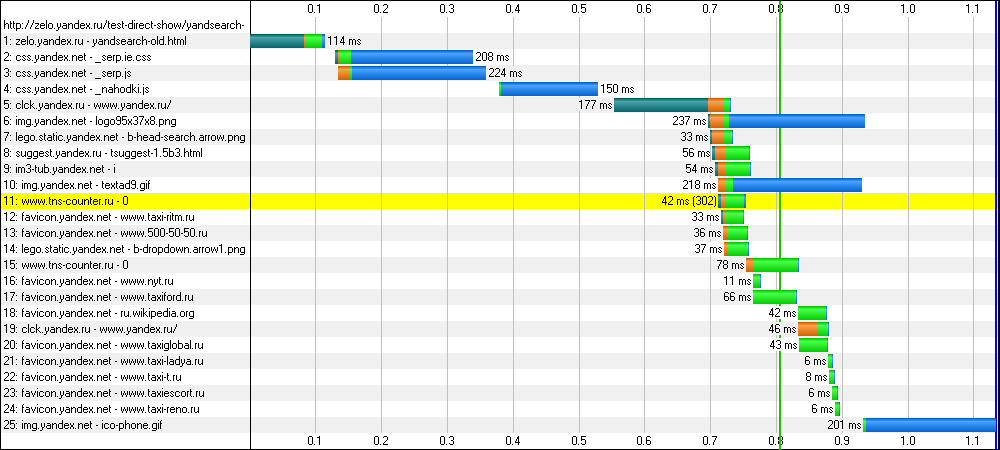 0.1 0.2 0.3 0.4 0.5 0.6 0.7 0.8 0.9 1.0 1.1
http://zelo.yandex.ru/test-direct-show/yandsearch-
1: zelo.yandex.ru - yandsearch-old.html 114 ms
2: css.yandex.net - _serp.ie.css 208 ms
3: css.yandex.net - _serp.js 224 ms
4: css.yandex.net - _nahodki.js 150 ms
5: clck.yandex.ru - www.yandex.ru/ 177 ms
6: img.yandex.net - logo95x37x8.png 237 ms
7: lego.static.yandex.net - b-head-search.arrow.png 33 ms
8: suggest.yandex.ru - tsuggest-1.5b3.html 56 ms
9: im3-tub.yandex.net - i 54 ms
10: img.yandex.net - textad9.gif 218 ms
11: www.tns-counter.ru - 0 42 ms (302)
12: favicon.yandex.net - www.taxi-ritm.ru 33 ms
13: favicon.yandex.net - www.500-50-50.ru 36 ms
14: lego.static.yandex.net - b-dropdown.arrow1.png 37 ms
15: www.tns-counter.ru - 0 78 ms
16: favicon.yandex.net - www.nyt.ru 11 ms
17: favicon.yandex.net - www.taxiford.ru 66 ms
18: favicon.yandex.net - ru.wikipedia.org 42 ms
19: clck.yandex.ru - www.yandex.ru/ 46 ms
20: favicon.yandex.net - www.taxiglobal.ru 43 ms
21: favicon.yandex.net - www.taxi-ladya.ru 6 ms
22: favicon.yandex.net - www.taxi-t.ru 8 ms
23: favicon.yandex.net - www.taxiescort.ru 6 ms
24: favicon.yandex.net - www.taxi-reno.ru 6 ms
25: img.yandex.net - ico-phone.gif 201 ms
0.1 0.2 0.3 0.4 0.5 0.6 0.7 0.8 0.9 1.0 1.1